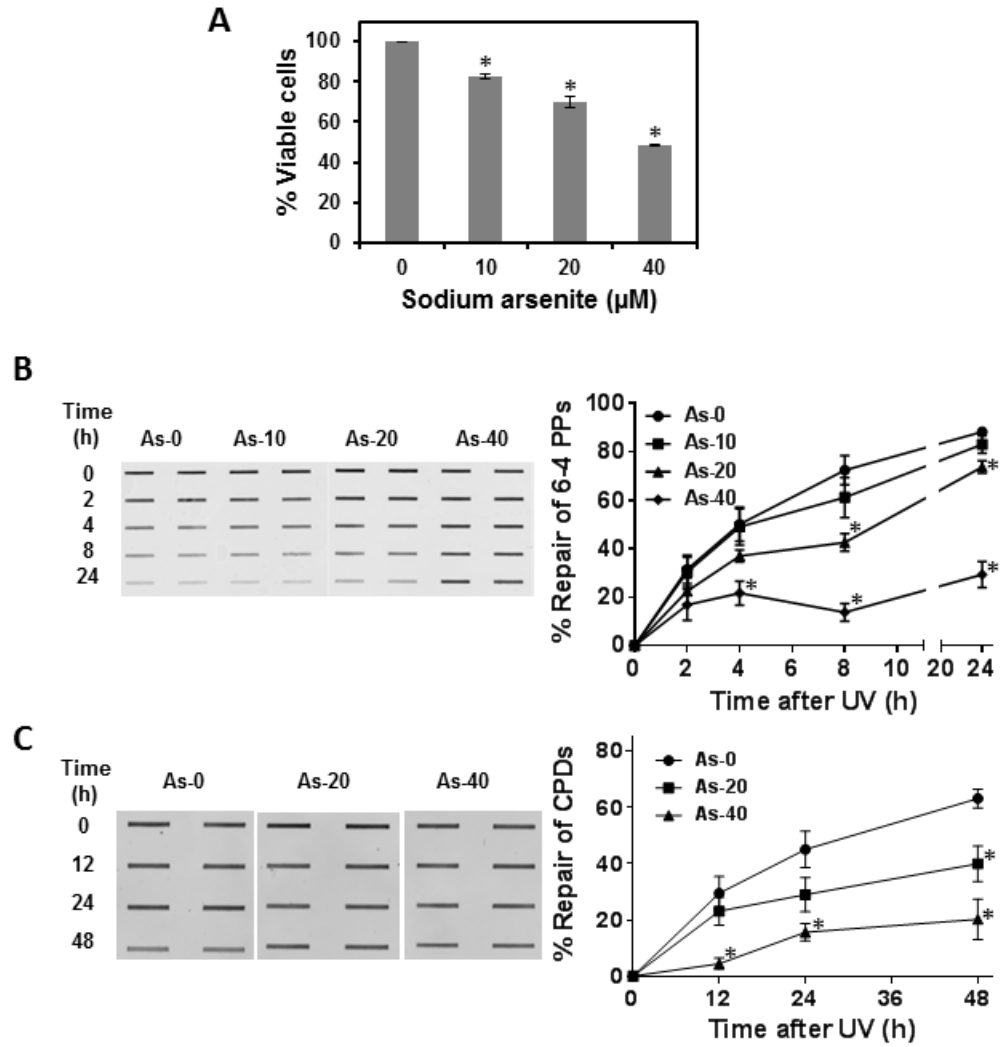 A
% Viable cells
100
80
60
40
20
0
*
*
*
0 10 20 40
Sodium arsenite (µM)
B
Time
(h)
As-0 As-10 As-20 As-40
0
2
4
8
24
% Repair of 6-4 PPs
100
80
60
40
20
0
As-0
As-10
As-20
As-40
*
*
*
*
*
0 2 4 6 8 10 20 24
Time after UV (h)
C
Time
(h)
As-0 As-20 As-40
0
12
24
48
% Repair of CPDs
80
60
40
20
0
As-0
As-20
As-40
*
*
*
*
0 12 24 36 48
Time after UV (h)